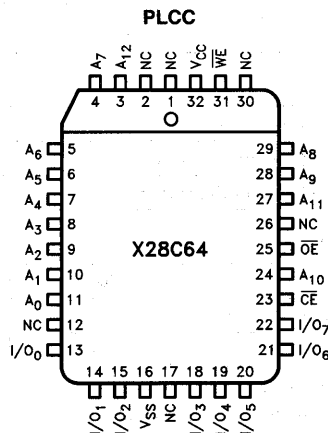 PLCC
A7 A12 NC NC VCC W̅E̅ NC
4 3 2 1 32 31 30
A6 5 29 A8
A5 6 28 A9
A4 7 27 A11
A3 8 26 NC
A2 9 X28C64 25 O̅E̅
A1 10 24 A10
A0 11 23 C̅E̅
NC 12 22 I/O7
I/O0 13 21 I/O6
14 15 16 17 18 19 20
I/O1 I/O2 VSS NC I/O3 I/O4 I/O5